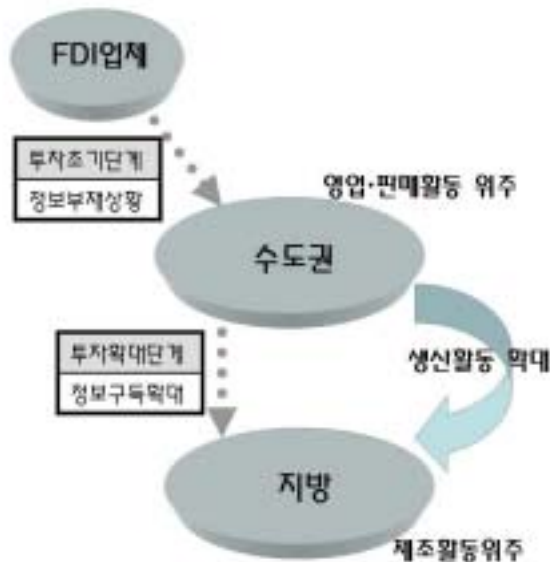 FDI업체
투자초기단계
정보부재상황
영업·판매활동 위주
수도권
투자확대단계
정보구득확대
생산활동 확대
지방
제조활동위주